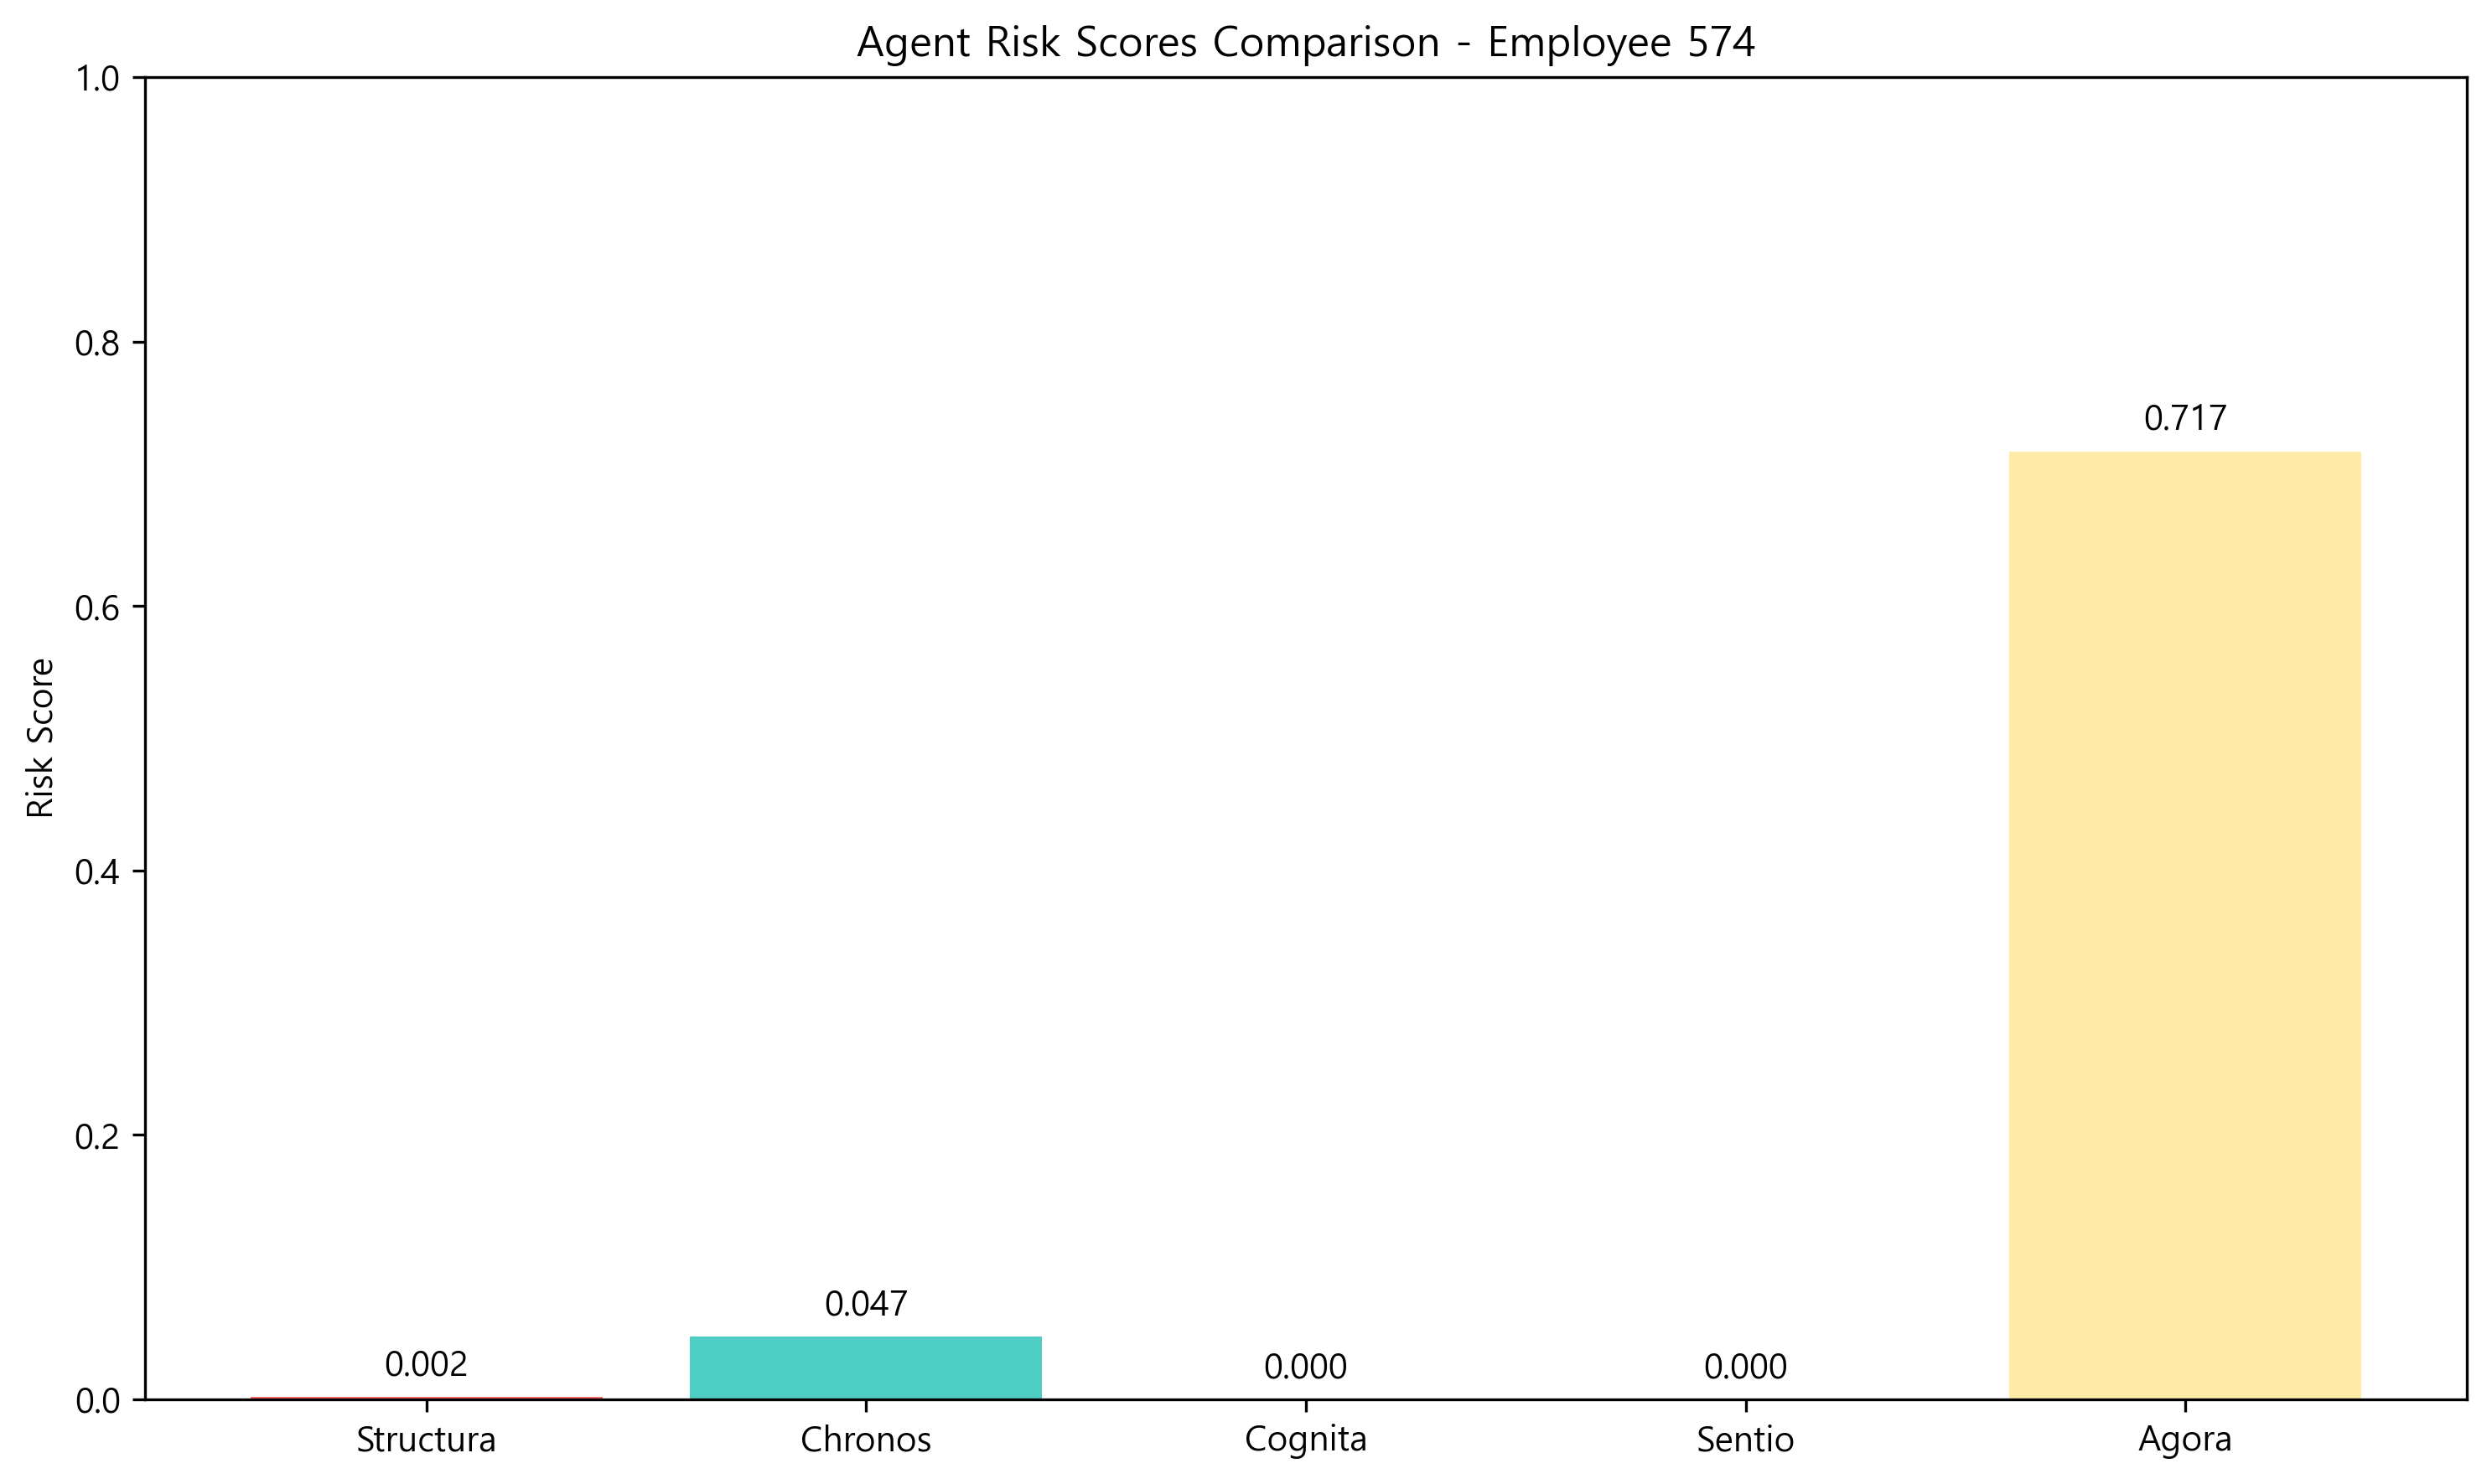 Agent Risk Scores Comparison - Employee 574
Risk Score
1.0
0.8
0.6
0.4
0.2
0.0
0.002
0.047
0.000
0.000
0.717
Structura
Chronos
Cognita
Sentio
Agora